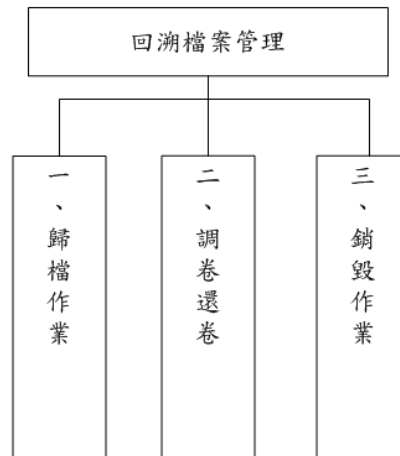 回溯檔案管理
一、歸檔作業
二、調卷還卷
三、銷毀作業